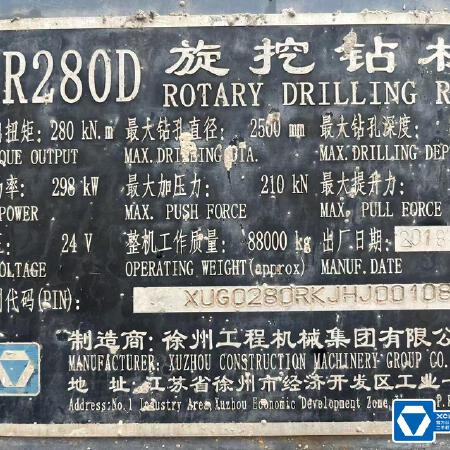 R280D 旋挖钻机
ROTARY DRILLING R
扭矩: 280 kN.m 最大钻孔直径: 2500 mm 最大钻孔深度:
QUE OUTPUT MAX. DRILLING DIA. MAX. DRILLING DEP
率: 298 kW 最大加压力: 210 kN 最大提升力:
POWER MAX. PUSH FORCE MAX. PULL FORCE
24 V 整机工作质量: 88000 kg 出厂日期: 2018
VOLTAGE OPERATING WEIGHT(approx) MANUF. DATE
代码(PIN): XUG0280RKJHJ00108
制造商: 徐州工程机械集团有限公
MANUFACTURER: XUZHOU CONSTRUCTION MACHINERY GROUP CO.
地 址: 江苏省徐州市经济开发区工业一
Address:No.1 Industry Area,Xuzhou Economic Development Zone,
XC